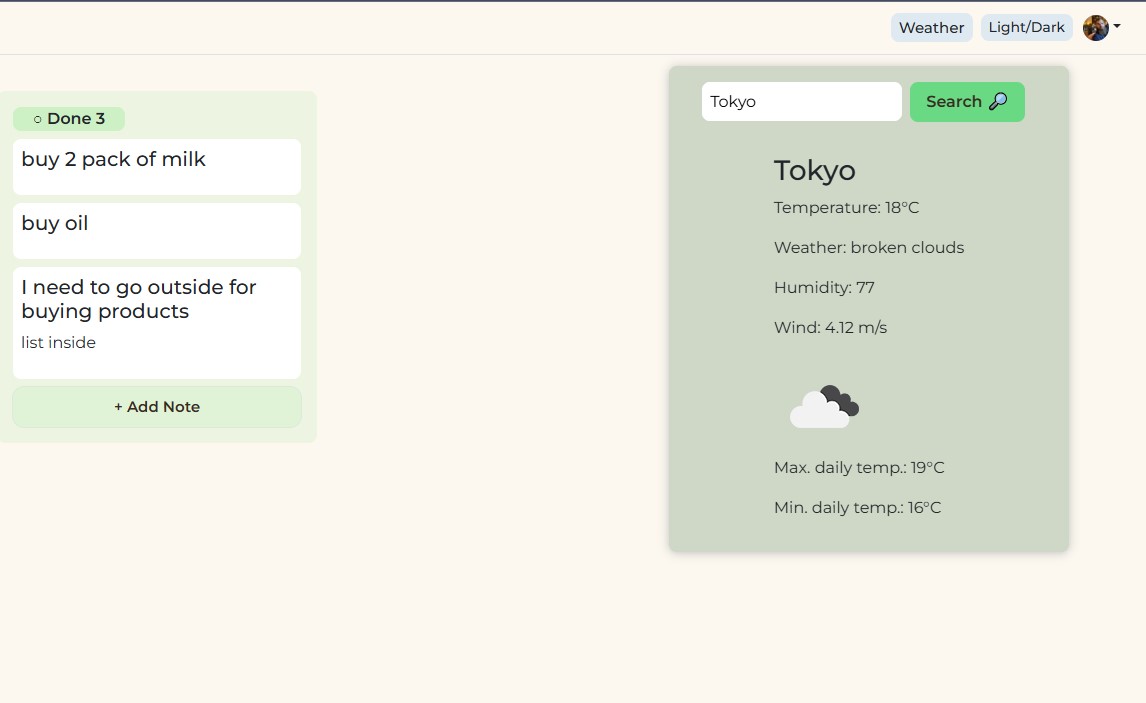 Weather
Light/Dark
○ Done 3
buy 2 pack of milk
buy oil
I need to go outside for
buying products
list inside
+ Add Note
Tokyo
Search 🔎
Tokyo
Temperature: 18°C
Weather: broken clouds
Humidity: 77
Wind: 4.12 m/s
Max. daily temp.: 19°C
Min. daily temp.: 16°C